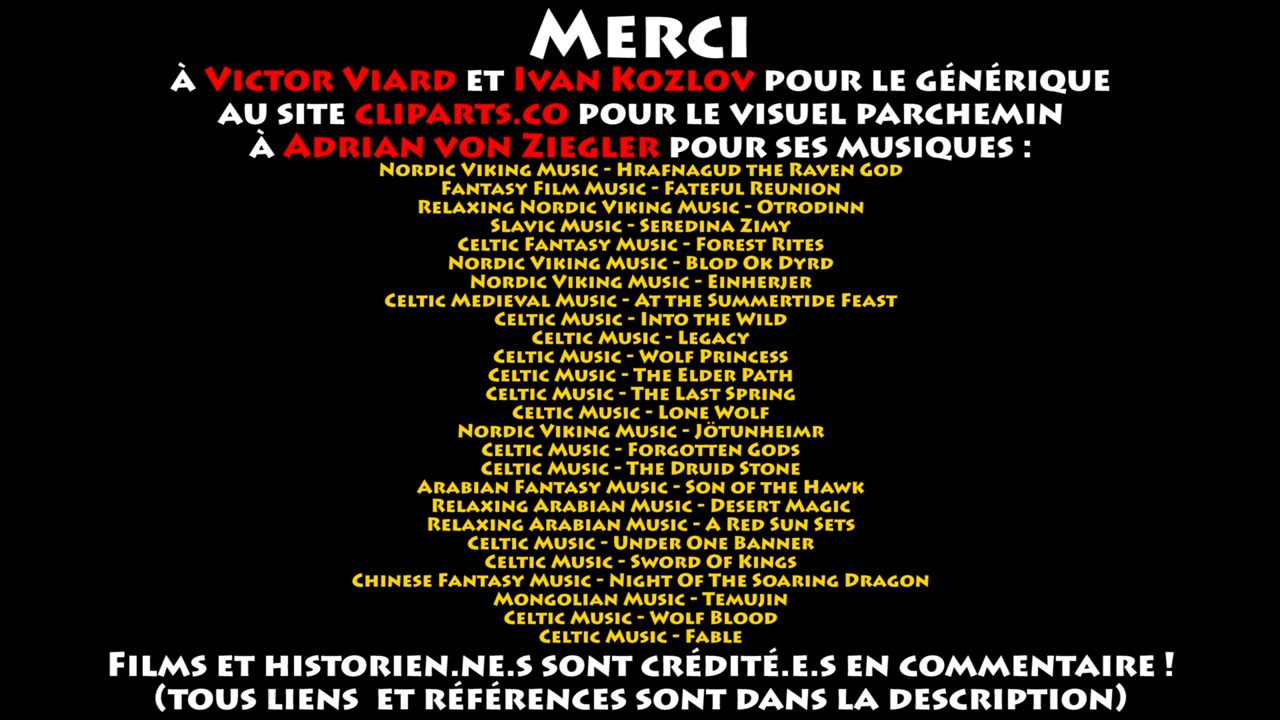 Merci
à Victor Viard et Ivan Kozlov pour le générique
au site cliparts.co pour le visuel parchemin
à Adrian von Ziegler pour ses musiques :
Nordic Viking Music - Hrafnagud the Raven God
Fantasy Film Music - Fateful Reunion
Relaxing Nordic Viking Music - Otrodinn
Slavic Music - Seredina Zimy
Celtic Fantasy Music - Forest Rites
Nordic Viking Music - Blod Ok Dyrd
Nordic Viking Music - Einherjer
Celtic Medieval Music - At the Summertide Feast
Celtic Music - Into the Wild
Celtic Music - Legacy
Celtic Music - Wolf Princess
Celtic Music - The Elder Path
Celtic Music - The Last Spring
Celtic Music - Lone Wolf
Nordic Viking Music - Jötunheimr
Celtic Music - Forgotten Gods
Celtic Music - The Druid Stone
Arabian Fantasy Music - Son of the Hawk
Relaxing Arabian Music - Desert Magic
Relaxing Arabian Music - A Red Sun Sets
Celtic Music - Under One Banner
Celtic Music - Sword Of Kings
Chinese Fantasy Music - Night Of The Soaring Dragon
Mongolian Music - Temujin
Celtic Music - Wolf Blood
Celtic Music - Fable
Films et historien.ne.s sont crédité.e.s en commentaire !
(tous liens et références sont dans la description)